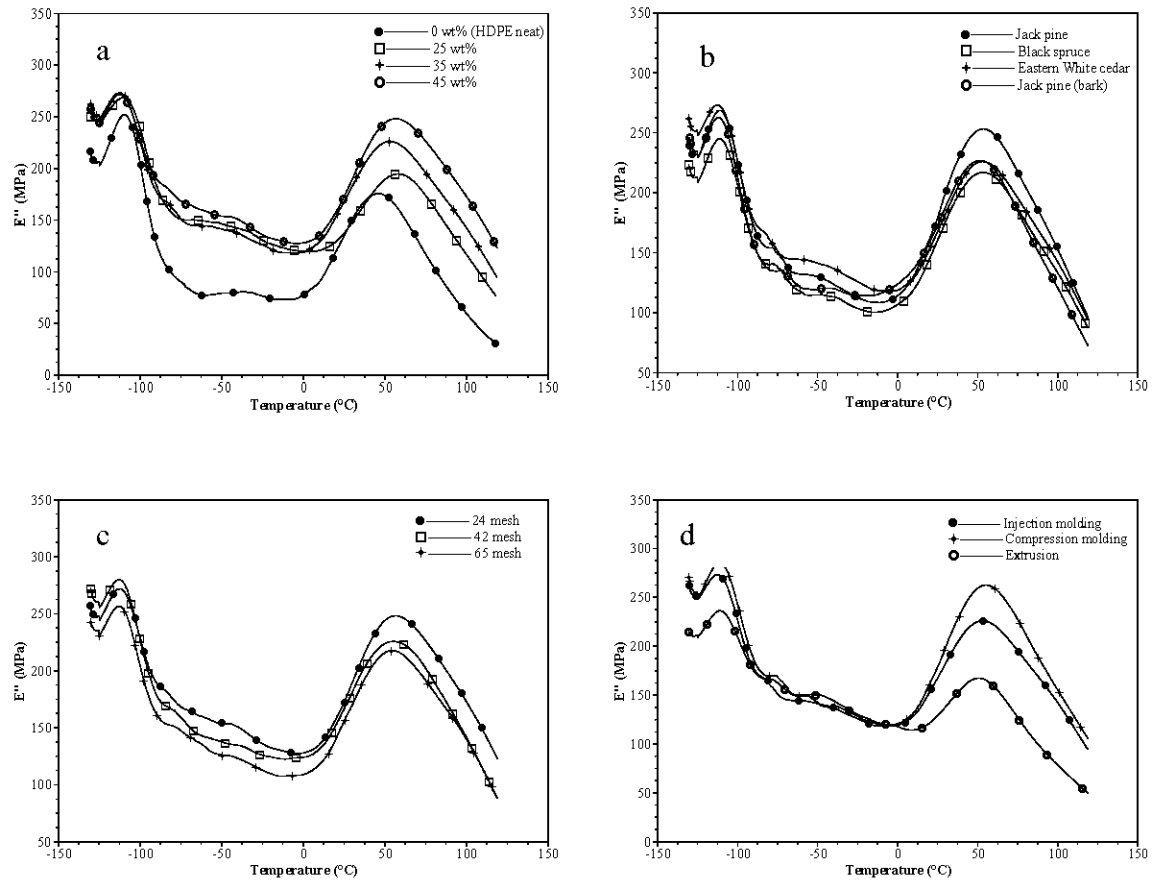 a
0 wt% (HDPE neat)
25 wt%
35 wt%
45 wt%
E" (MPa)
350
300
250
200
150
100
50
0
-150 -100 -50 0 50 100 150
Temperature (°C)
b
Jack pine
Black spruce
Eastern White cedar
Jack pine (bark)
E" (MPa)
350
300
250
200
150
100
50
-150 -100 -50 0 50 100 150
Temperature (°C)
c
24 mesh
42 mesh
65 mesh
E" (MPa)
350
300
250
200
150
100
50
-150 -100 -50 0 50 100 150
Temperature (°C)
d
Injection molding
Compression molding
Extrusion
E" (MPa)
350
300
250
200
150
100
50
0
-150 -100 -50 0 50 100 150
Temperature (°C)